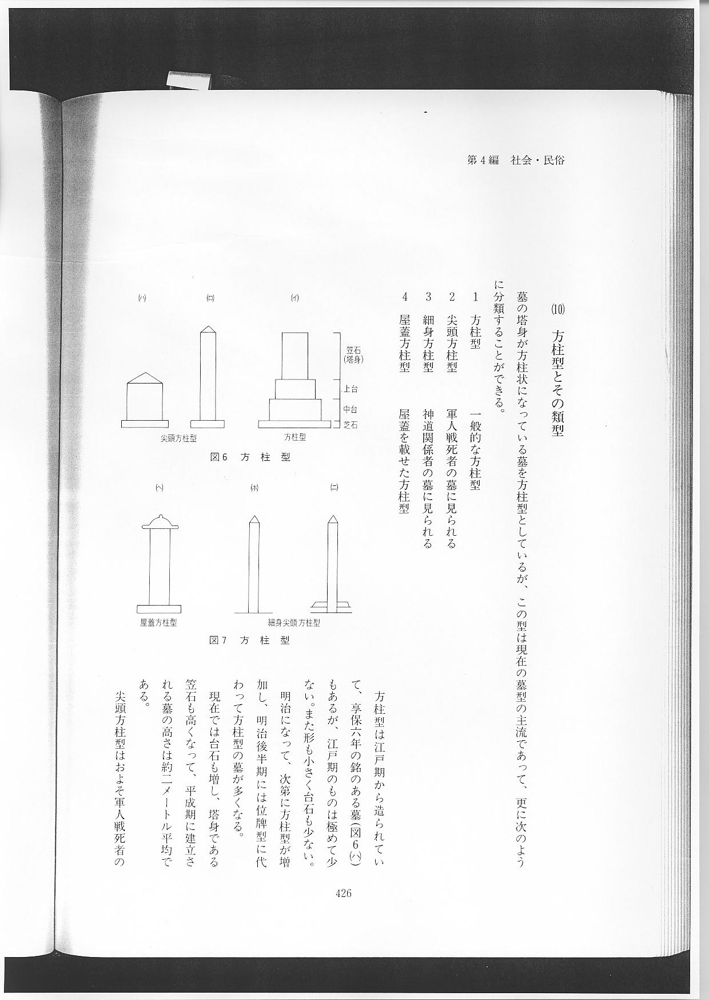 第4編　社会・民俗
⑽　方柱型とその類型
墓の塔身が方柱状になっている墓を方柱型としているが、この型は現在の墓型の主流であって、更に次のよう
に分類することができる。
1　方柱型　一般的な方柱型
2　尖頭方柱型　軍人戦死者の墓に見られる
3　細身方柱型　神道関係者の墓に見られる
4　屋蓋方柱型　屋蓋を載せた方柱型
(イ)
笠石
(塔身)
上台
中台
芝石
方柱型
(ロ)
(ハ)
尖頭方柱型
図6　方　柱　型
(ニ)
(ホ)
細身尖頭方柱型
(ヘ)
屋蓋方柱型
図7　方　柱　型
方柱型は江戸期から造られてい
て、享保六年の銘のある墓（図6(ハ)）
もあるが、江戸期のものは極めて少
ない。また形も小さく台石も少ない。
明治になって、次第に方柱型が増
加し、明治後半期には位牌型に代
わって方柱型の墓が多くなる。
現在では台石も増し、塔身である
笠石も高くなって、平成期に建立さ
れる墓の高さは約二メートル平均で
ある。
尖頭方柱型はおよそ軍人戦死者の
426